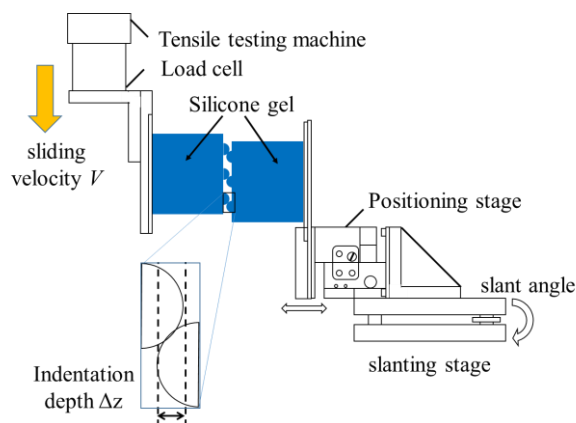 Tensile testing machine
Load cell
Silicone gel
sliding
velocity V
Positioning stage
slant angle
slanting stage
Indentation
depth Δz